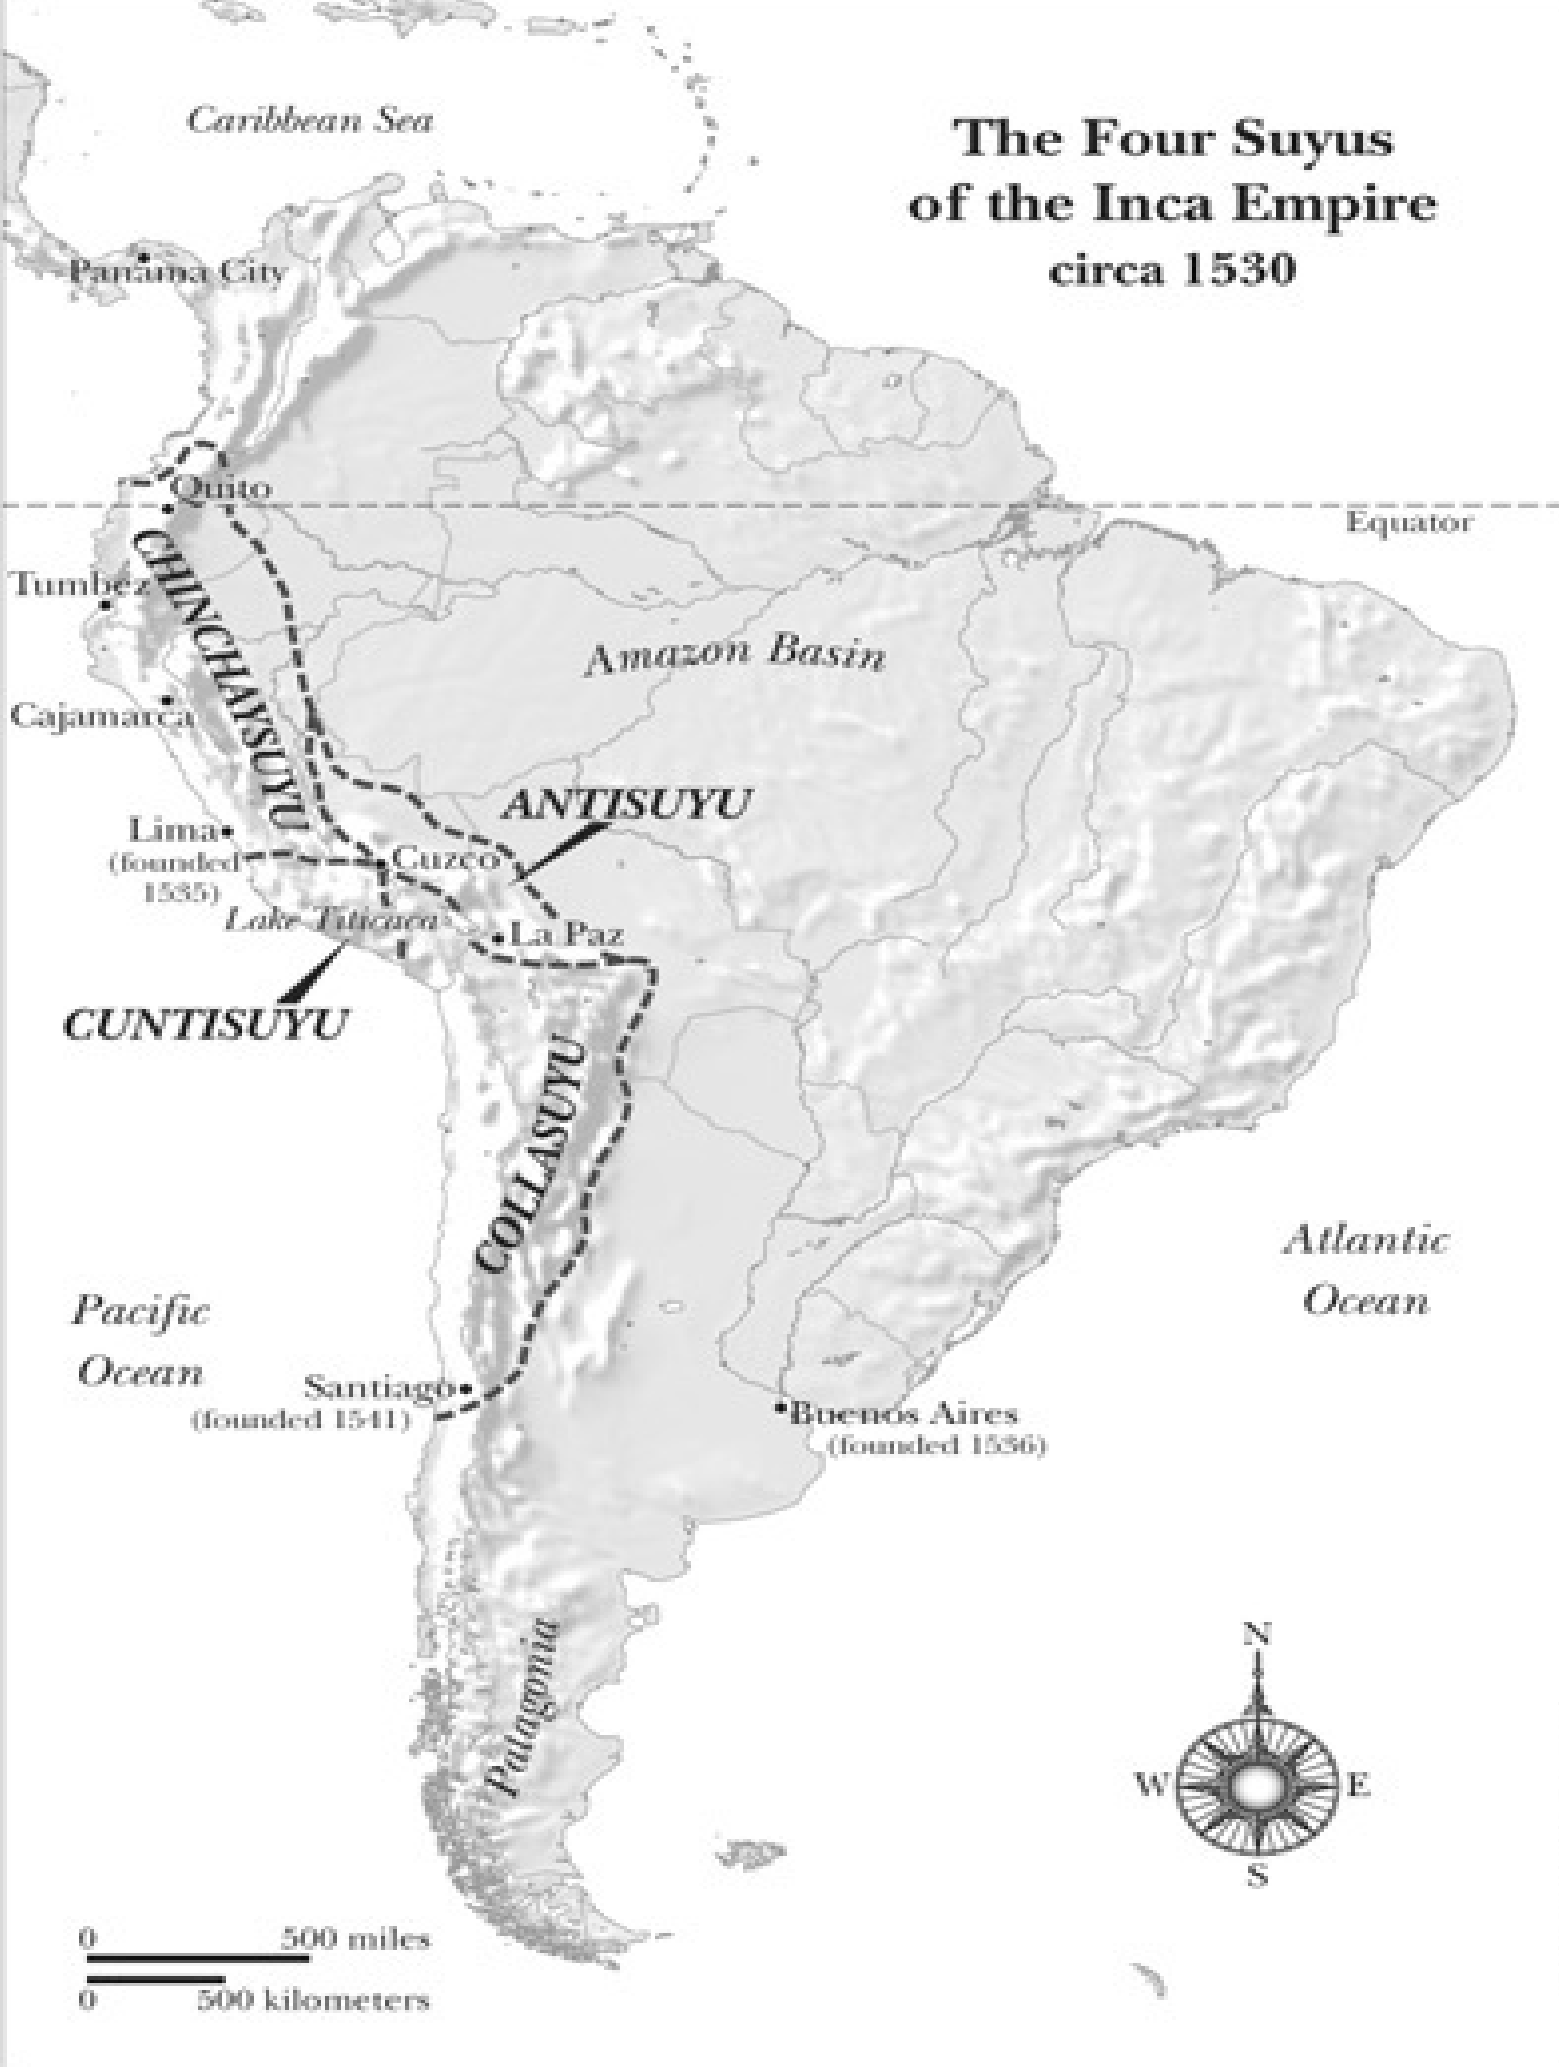 The Four Suyus
of the Inca Empire
circa 1530
Caribbean Sea
Panama City
Quito
Equator
CHINCHAYSUYU
Tumbez
Amazon Basin
Cajamarca
ANTISUYU
Lima
(founded
1535)
Cuzco
Lake Titicaca
La Paz
CUNTISUYU
COLLASUYU
Atlantic
Ocean
Pacific
Ocean
Santiago
(founded 1541)
Buenos Aires
(founded 1536)
Patagonia
N
W E
S
0 500 miles
0 500 kilometers